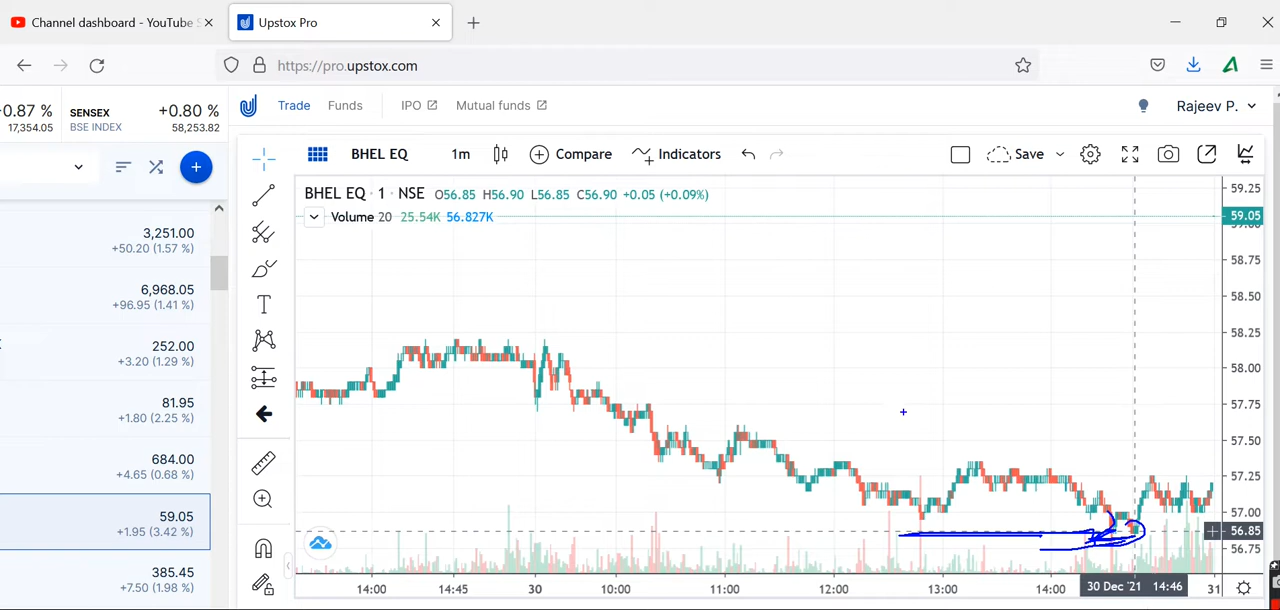 Channel dashboard - YouTube S
Upstox Pro
https://pro.upstox.com
0.87 %
17,354.05
SENSEX
BSE INDEX
+0.80 %
58,253.82
Trade
Funds
IPO
Mutual funds
Rajeev P.
BHEL EQ
1m
Compare
Indicators
Save
BHEL EQ · 1 · NSE O56.85 H56.90 L56.85 C56.90 +0.05 (+0.09%)
Volume 20 25.54K 56.827K
3,251.00
+50.20 (1.57 %)
6,968.05
+96.95 (1.41 %)
252.00
+3.20 (1.29 %)
81.95
+1.80 (2.25 %)
684.00
+4.65 (0.68 %)
59.05
+1.95 (3.42 %)
385.45
+7.50 (1.98 %)
59.25
59.05
59.00
58.75
58.50
58.25
58.00
57.75
57.50
57.25
57.00
56.85
56.75
14:00
14:45
30
10:00
11:00
12:00
13:00
14:00
30 Dec '21 14:46
31